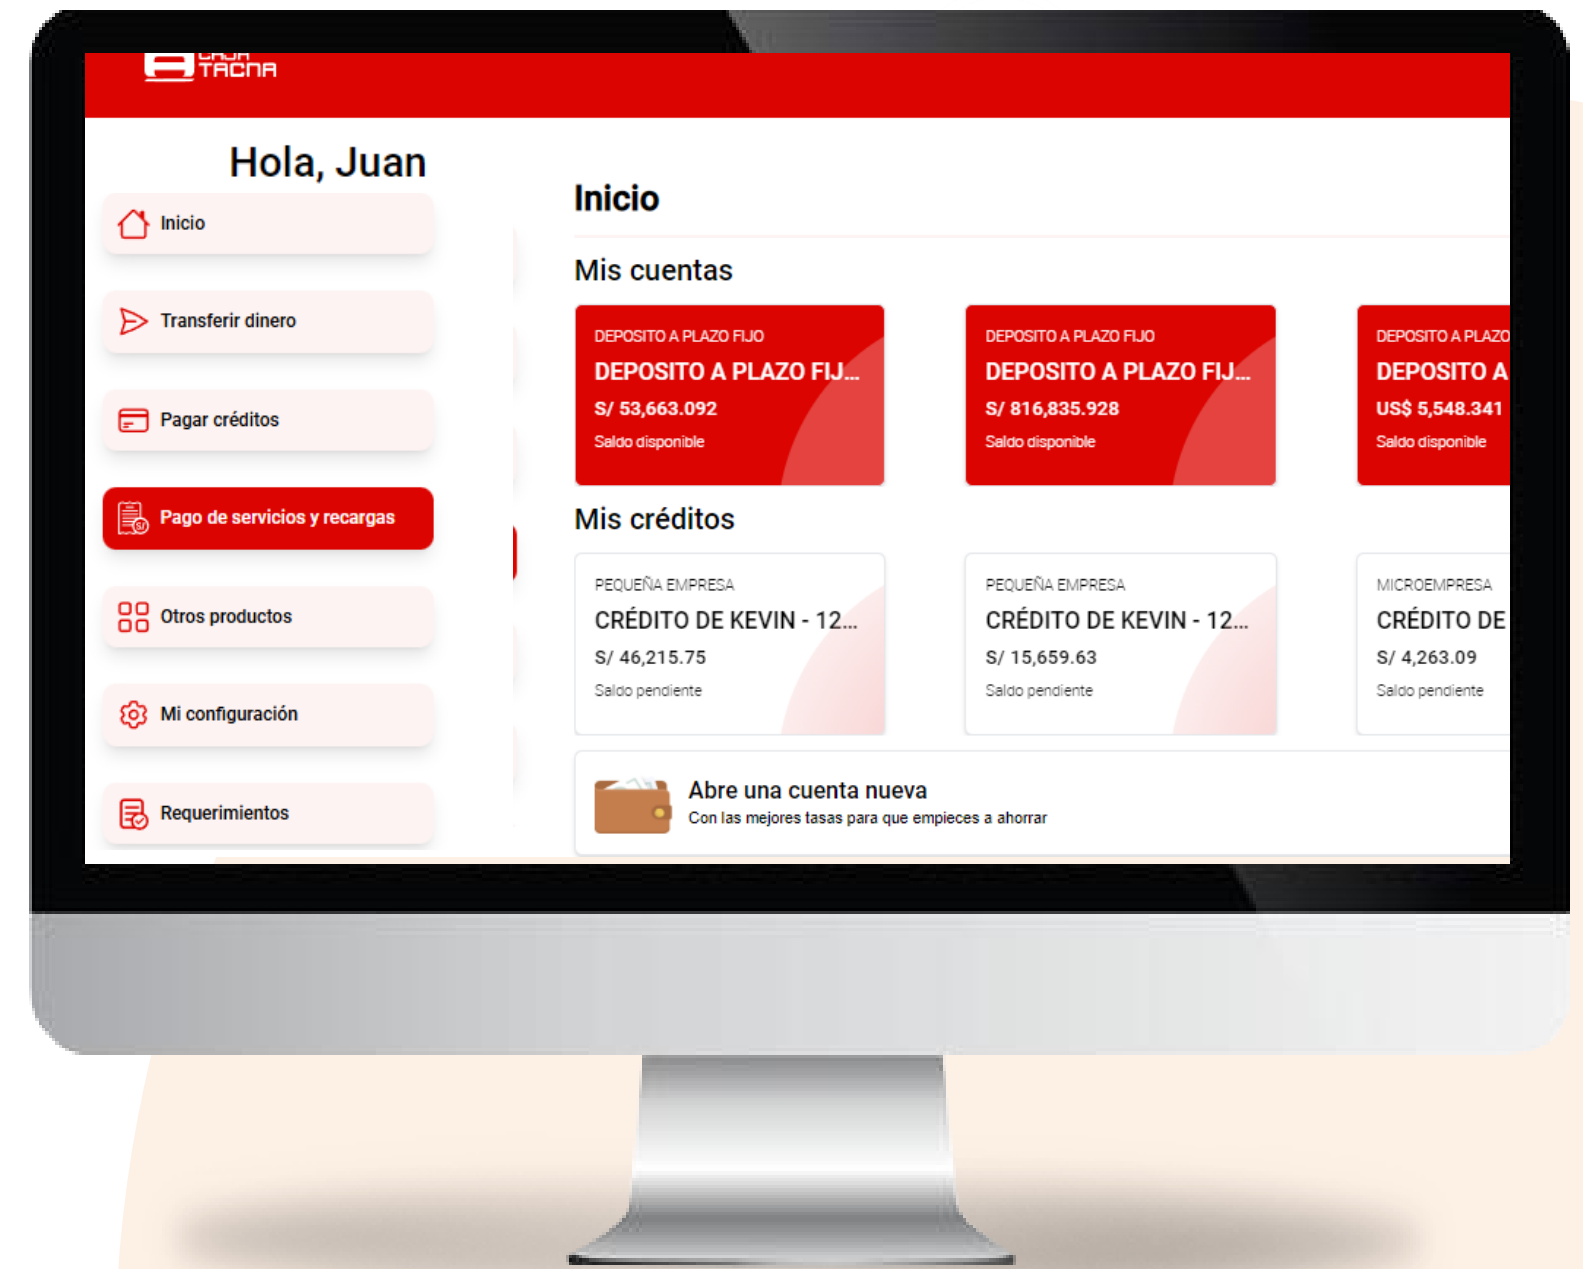 CAJA
TACNA
Hola, Juan
Inicio
Transferir dinero
Pagar créditos
Pago de servicios y recargas
Otros productos
Mi configuración
Requerimientos
Inicio
Mis cuentas
DEPOSITO A PLAZO FIJO
DEPOSITO A PLAZO FIJ...
S/ 53,663.092
Saldo disponible
DEPOSITO A PLAZO FIJO
DEPOSITO A PLAZO FIJ...
S/ 816,835.928
Saldo disponible
DEPOSITO A PLAZO
DEPOSITO A
US$ 5,548.341
Saldo disponible
Mis créditos
PEQUEÑA EMPRESA
CRÉDITO DE KEVIN - 12...
S/ 46,215.75
Saldo pendiente
PEQUEÑA EMPRESA
CRÉDITO DE KEVIN - 12...
S/ 15,659.63
Saldo pendiente
MICROEMPRESA
CRÉDITO DE
S/ 4,263.09
Saldo pendiente
Abre una cuenta nueva
Con las mejores tasas para que empieces a ahorrar